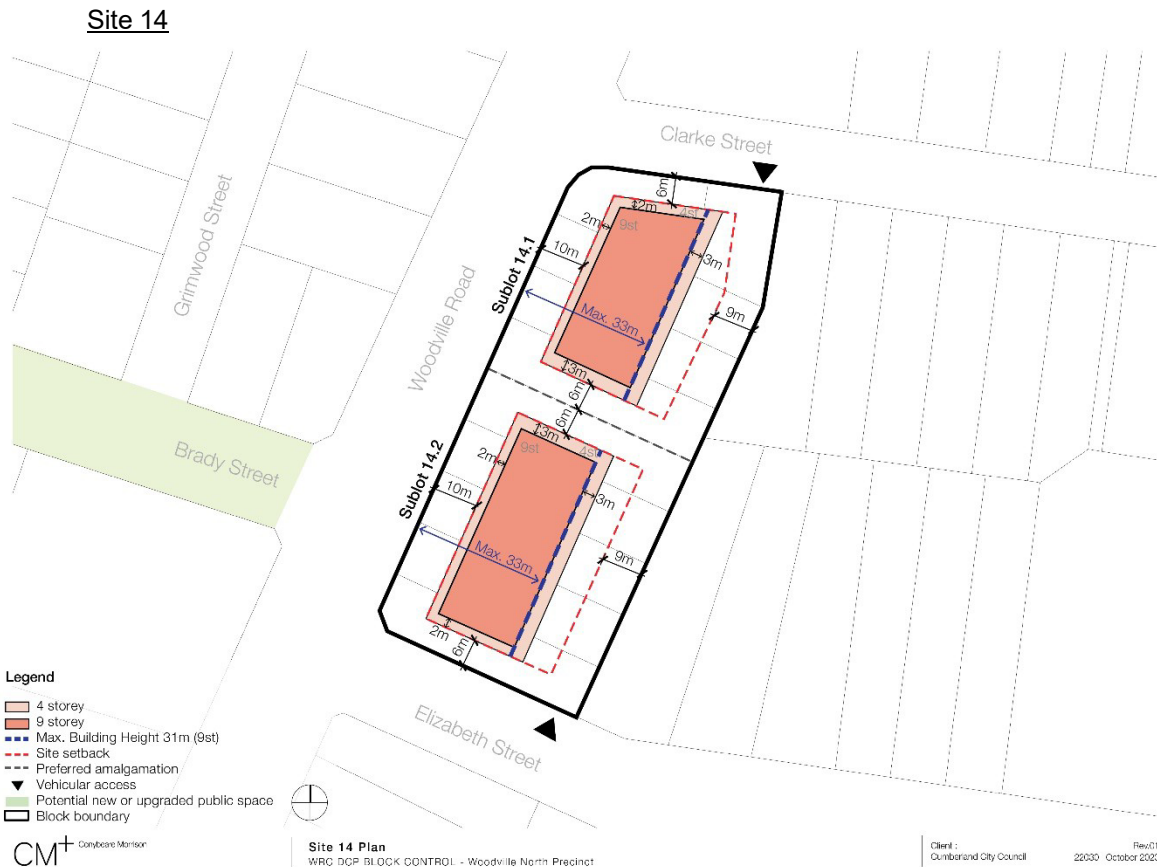 Site 14
Clarke Street
6m
2m
4st
2m
9st
10m
3m
Grimwood Street
Sublot 14.1
Woodville Road
Max. 33m
9m
3m
6m
6m
Brady Street
3m
9st
4st
2m
Sublot 14.2
10m
3m
Max. 33m
9m
2m
6m
Elizabeth Street
Legend
4 storey
9 storey
Max. Building Height 31m (9st)
Site setback
Preferred amalgamation
Vehicular access
Potential new or upgraded public space
Block boundary
CM+ Conybeare Morrison
Site 14 Plan
WRC DCP BLOCK CONTROL - Woodville North Precinct
Client :
Cumberland City Council
Rev.01
22030 October 2020